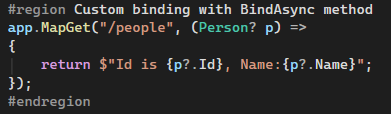 #region Custom binding with BindAsync method
app.MapGet("/people", (Person? p) =>
{
    return $"Id is {p?.Id}, Name:{p?.Name}";
});
#endregion